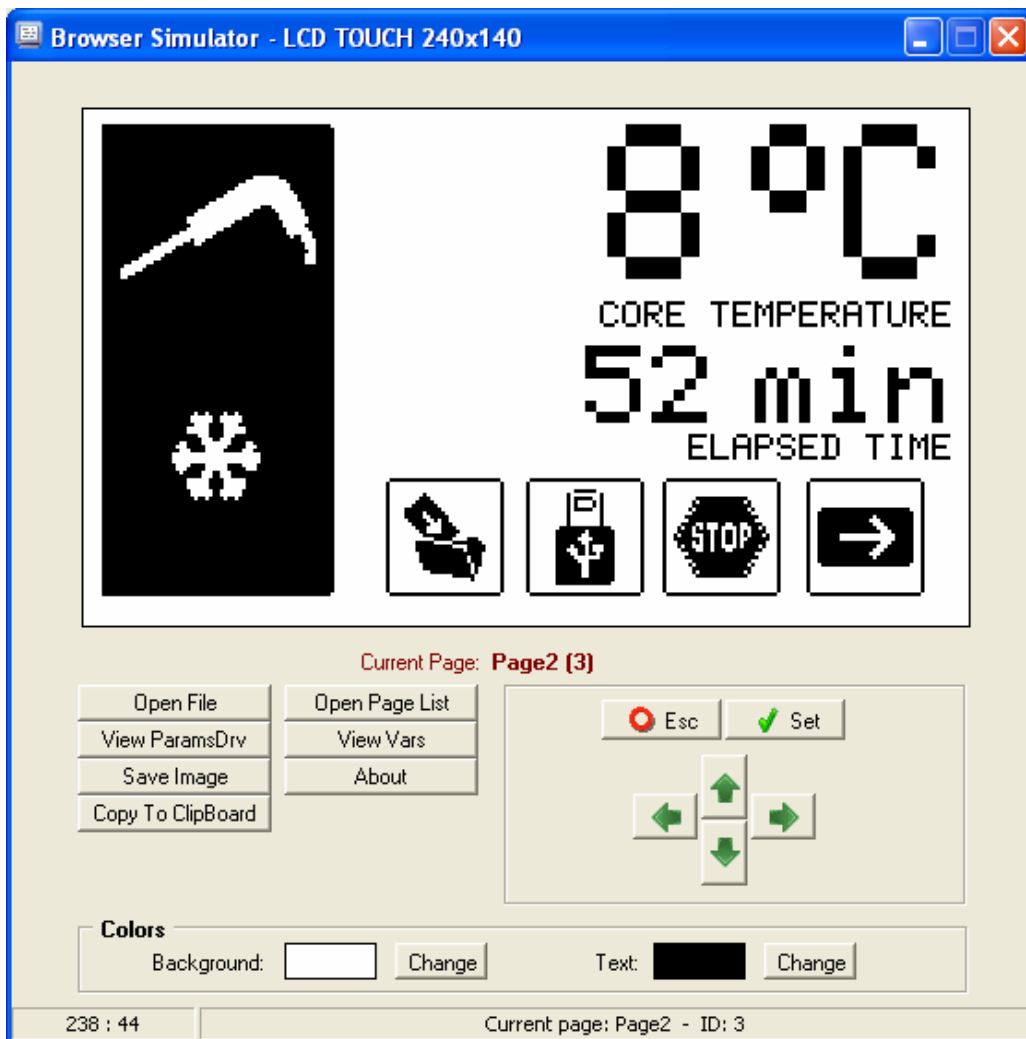 Browser Simulator - LCD TOUCH 240x140
8°C
CORE TEMPERATURE
52 min
ELAPSED TIME
STOP
Current Page: Page2 (3)
Open File
Open Page List
View ParamsDrv
View Vars
Save Image
About
Copy To ClipBoard
Esc
Set
Colors
Background:
Change
Text:
Change
238 : 44
Current page: Page2 - ID: 3